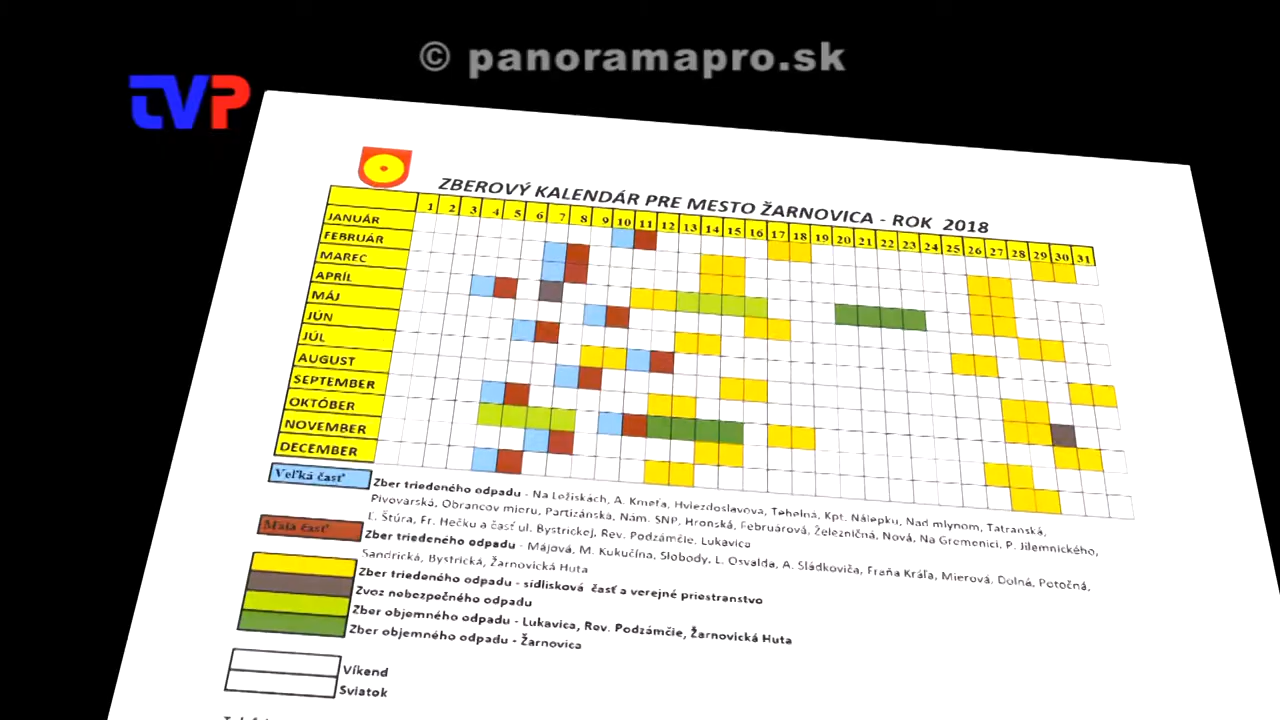 © panoramapro.sk
TVP
ZBEROVÝ KALENDÁR PRE MESTO ŽARNOVICA - ROK 2018
1 2 3 4 5 6 7 8 9 10 11 12 13 14 15 16 17 18 19 20 21 22 23 24 25 26 27 28 29 30 31
JANUÁR
FEBRUÁR
MAREC
APRÍL
MÁJ
JÚN
JÚL
AUGUST
SEPTEMBER
OKTÓBER
NOVEMBER
DECEMBER
Veľká časť
Zber triedeného odpadu - Na Ložiskách, A. Kmeťa, Hviezdoslavova, Tehelná, Kpt. Nálepku, Nad mlynom, Tatranská,
Pivovarská, Obrancov mieru, Partizánska, Nám. SNP, Hronská, Februárová, Železničná, Nová, Na Gremenici, P. Jilemnického,
Ľ. Štúra, Fr. Hečku a časť ul. Bystrickej, Rev. Podzámčie, Lukavica
Malá časť
Zber triedeného odpadu - Májová, M. Kukučína, Slobody, L. Osvalda, A. Sládkoviča, Fraňa Kráľa, Mierová, Dolná, Potočná,
Sandrická, Bystrická, Žarnovická Huta
Zber triedeného odpadu - sídlisková časť a verejné priestranstvo
Zvoz nebezpečného odpadu
Zber objemného odpadu - Lukavica, Rev. Podzámčie, Žarnovická Huta
Zber objemného odpadu - Žarnovica
Víkend
Sviatok